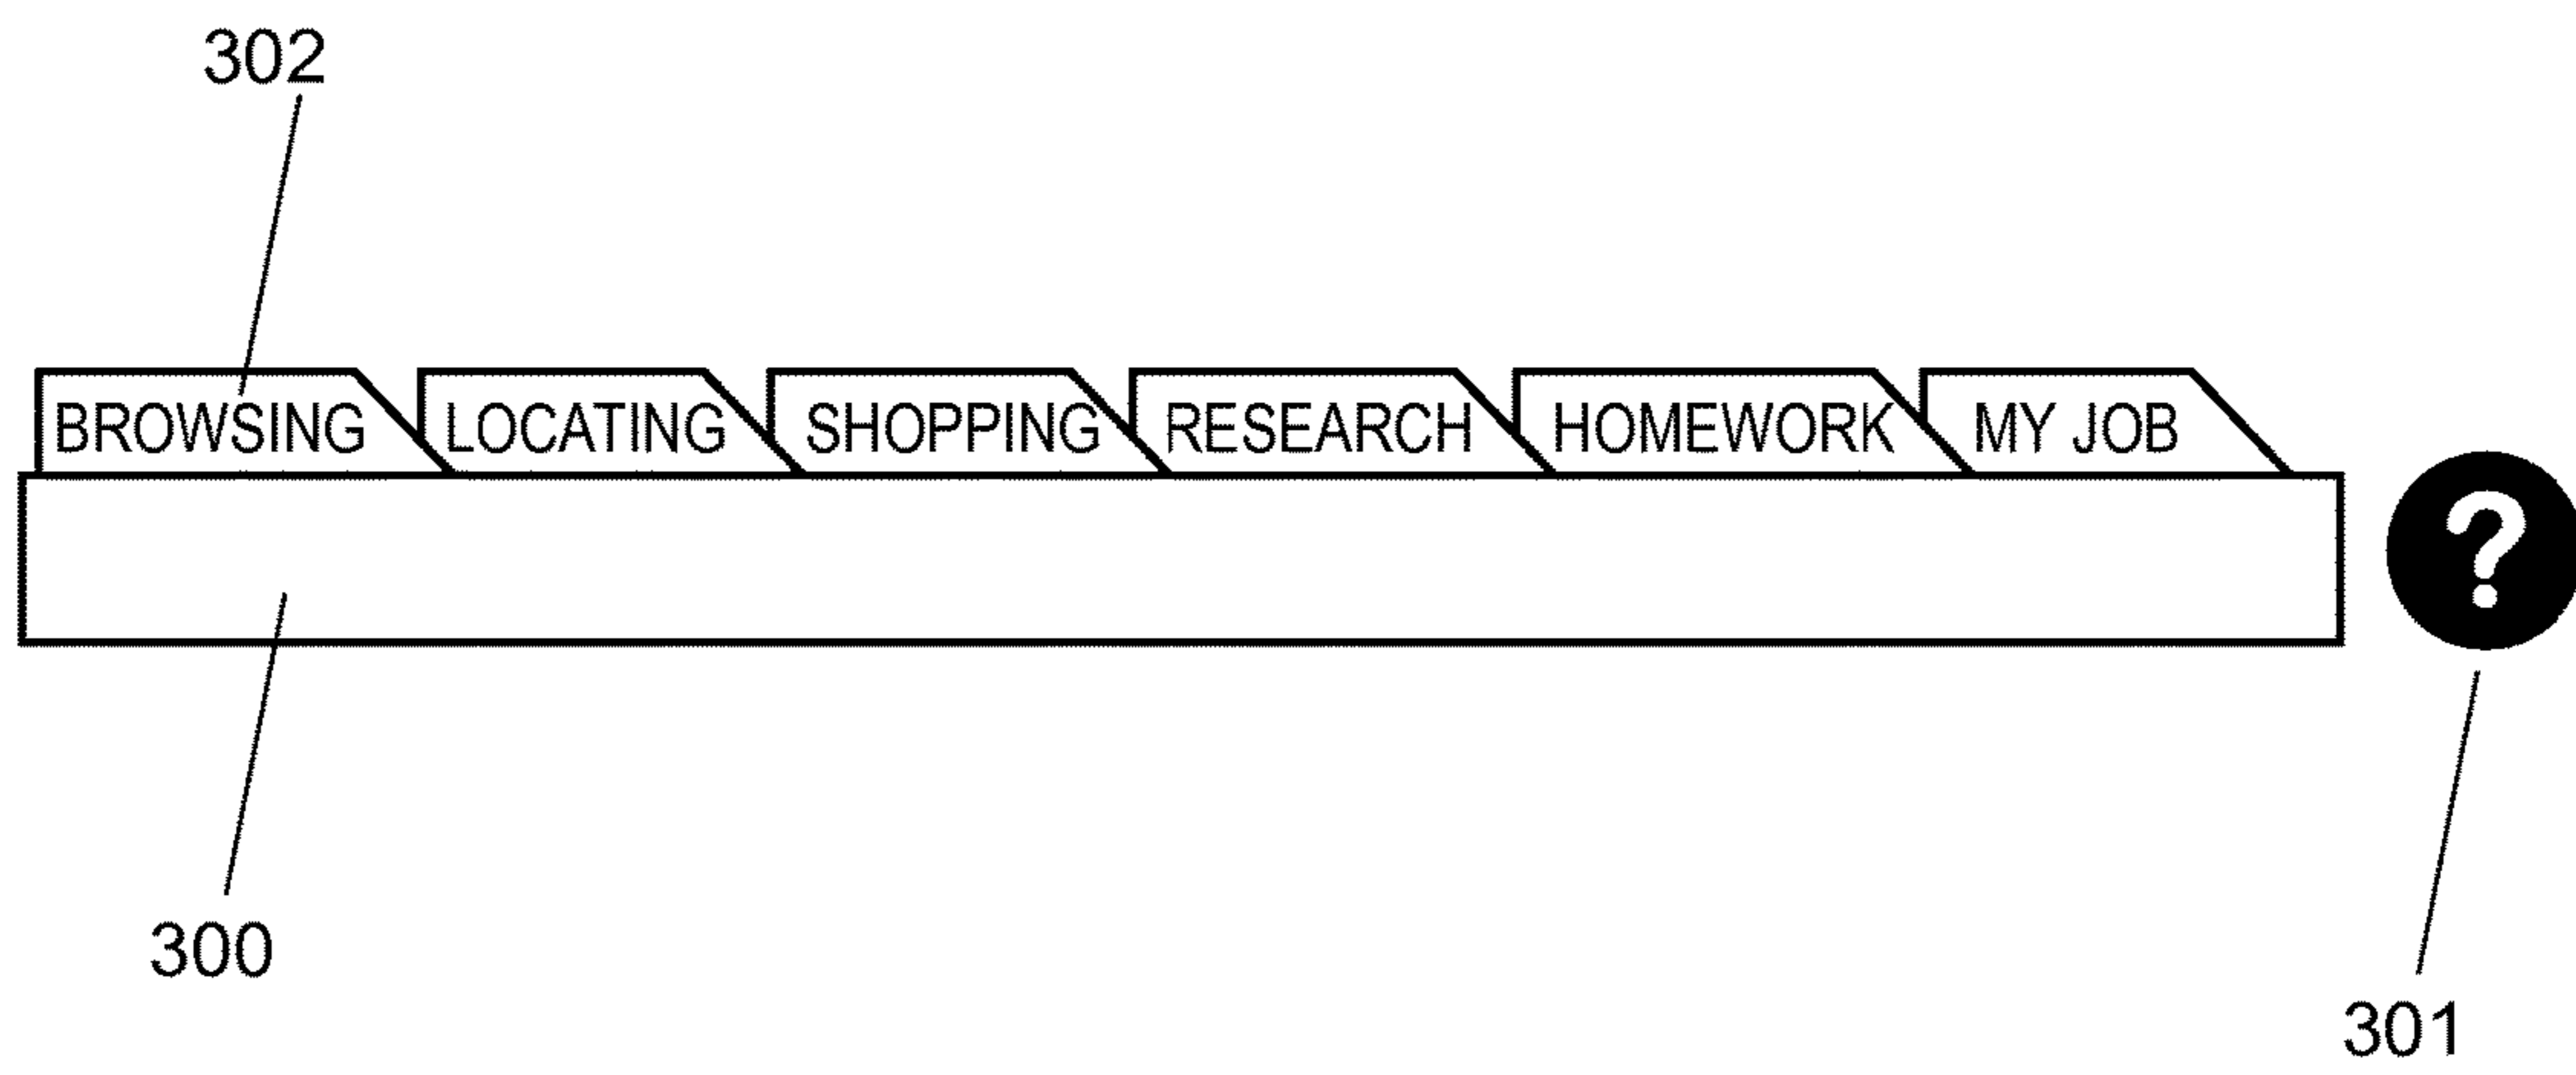 302
BROWSING LOCATING SHOPPING RESEARCH HOMEWORK MY JOB
?
300
301